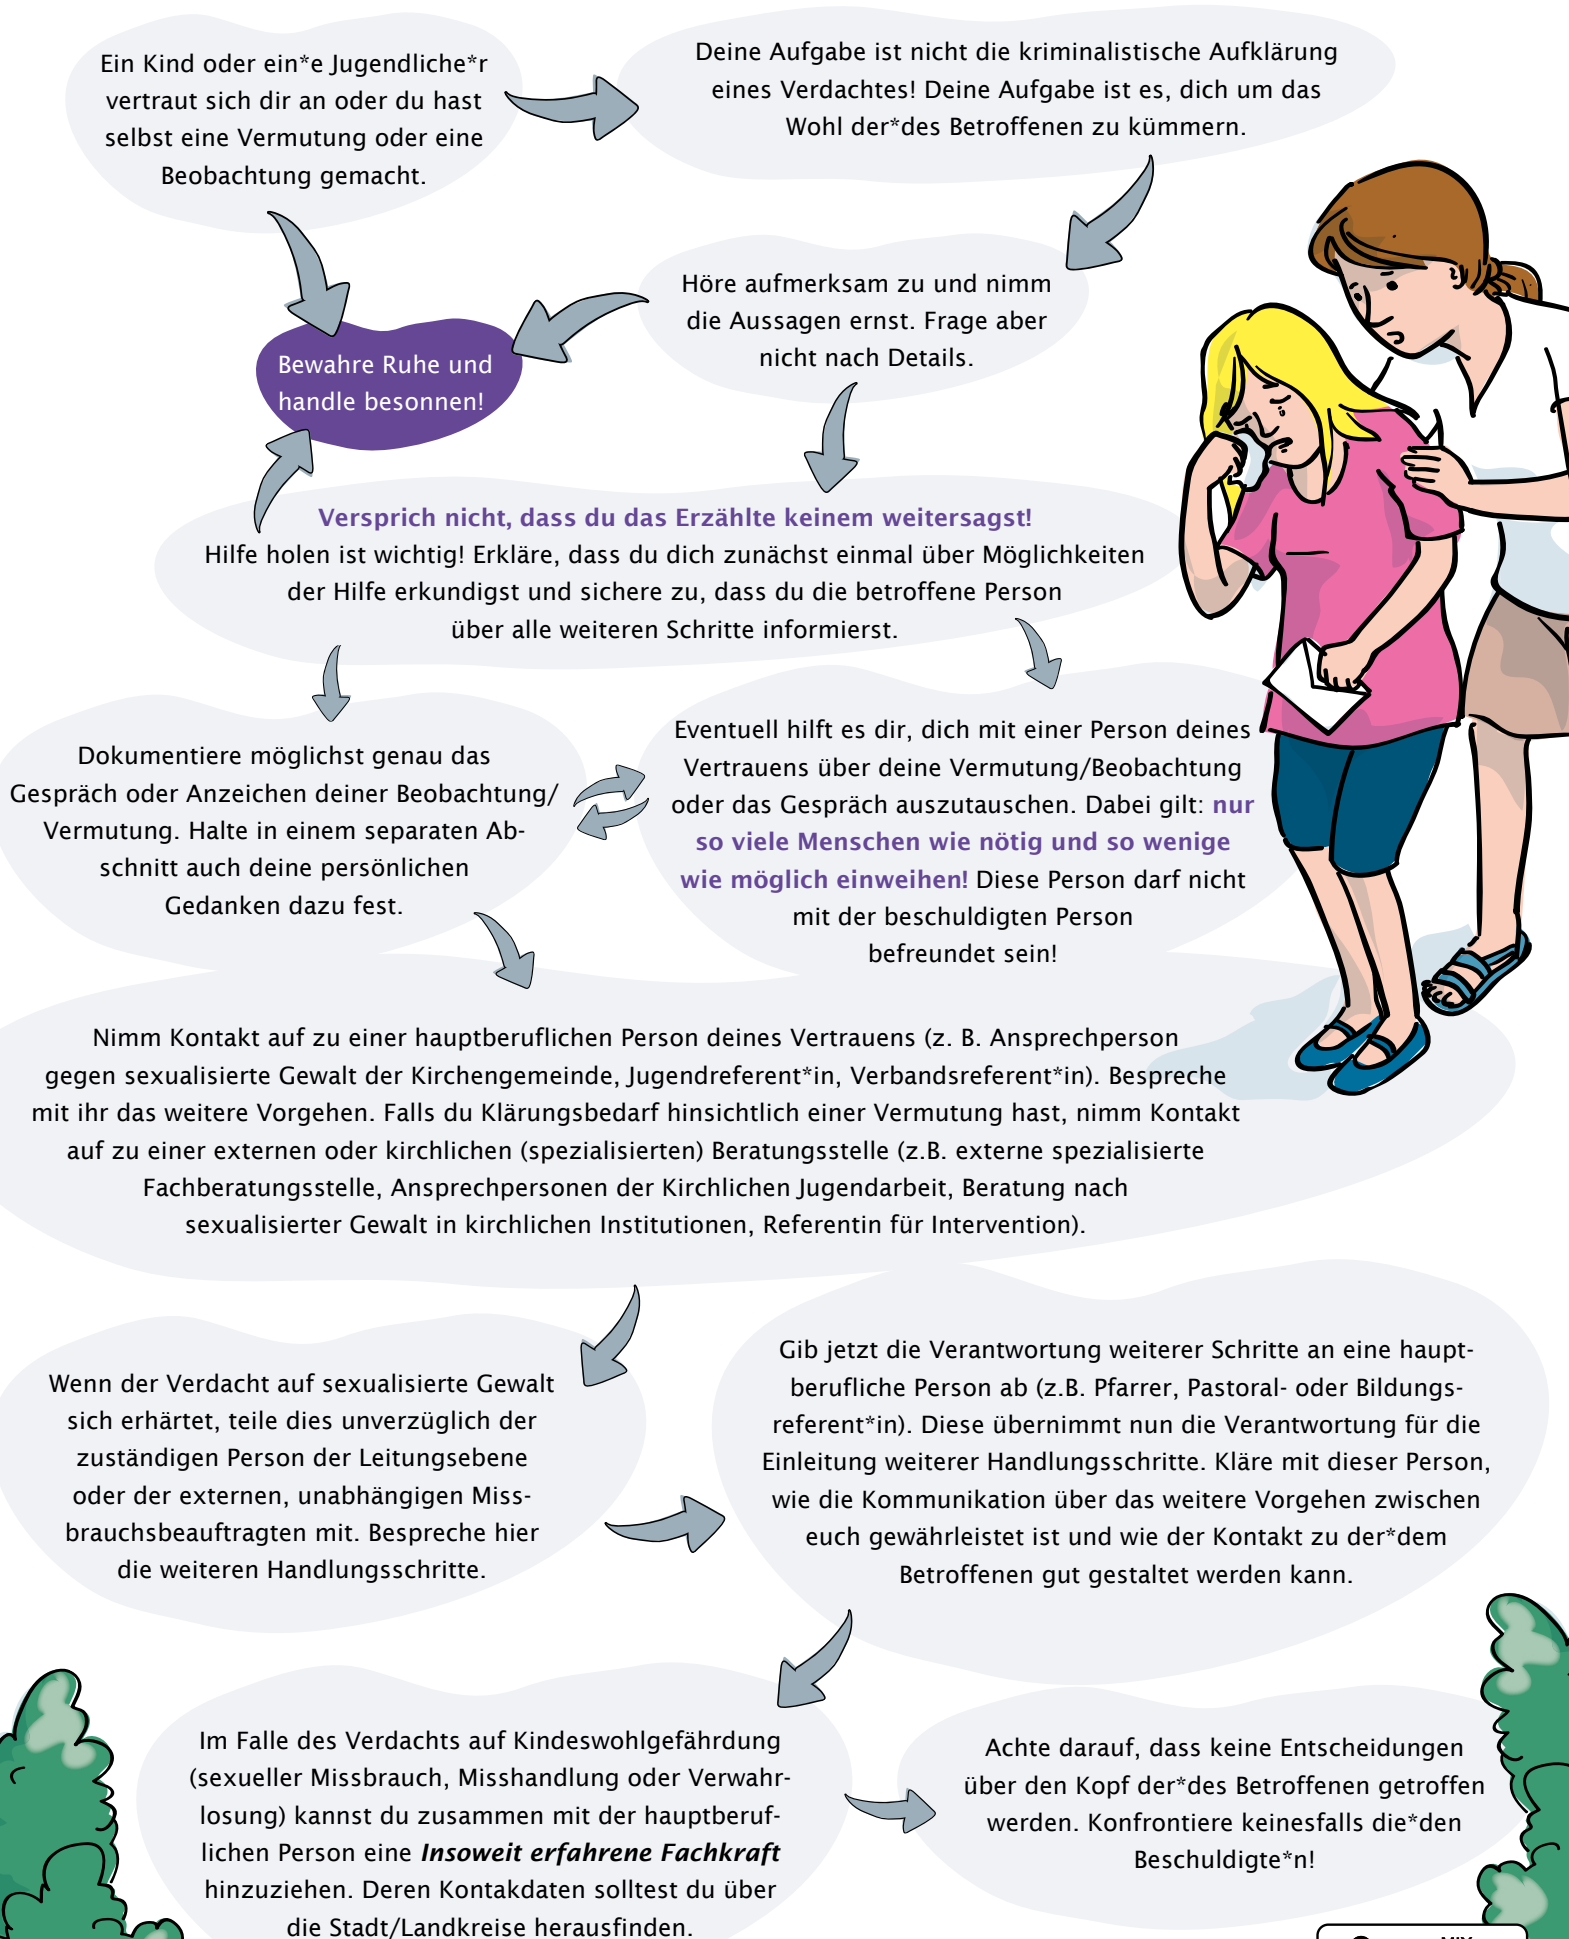 Ein Kind oder ein*e Jugendliche*r
vertraut sich dir an oder du hast
selbst eine Vermutung oder eine
Beobachtung gemacht.
Deine Aufgabe ist nicht die kriminalistische Aufklärung
eines Verdachtes! Deine Aufgabe ist es, dich um das
Wohl der*des Betroffenen zu kümmern.
Höre aufmerksam zu und nimm
die Aussagen ernst. Frage aber
nicht nach Details.
Bewahre Ruhe und
handle besonnen!
Versprich nicht, dass du das Erzählte keinem weitersagst!
Hilfe holen ist wichtig! Erkläre, dass du dich zunächst einmal über Möglichkeiten
der Hilfe erkundigst und sichere zu, dass du die betroffene Person
über alle weiteren Schritte informierst.
Dokumentiere möglichst genau das
Gespräch oder Anzeichen deiner Beobachtung/
Vermutung. Halte in einem separaten Ab-
schnitt auch deine persönlichen
Gedanken dazu fest.
Eventuell hilft es dir, dich mit einer Person deines
Vertrauens über deine Vermutung/Beobachtung
oder das Gespräch auszutauschen. Dabei gilt: nur
so viele Menschen wie nötig und so wenige
wie möglich einweihen! Diese Person darf nicht
mit der beschuldigten Person
befreundet sein!
Nimm Kontakt auf zu einer hauptberuflichen Person deines Vertrauens (z. B. Ansprechperson
gegen sexualisierte Gewalt der Kirchengemeinde, Jugendreferent*in, Verbandsreferent*in). Bespreche
mit ihr das weitere Vorgehen. Falls du Klärungsbedarf hinsichtlich einer Vermutung hast, nimm Kontakt
auf zu einer externen oder kirchlichen (spezialisierten) Beratungsstelle (z.B. externe spezialisierte
Fachberatungsstelle, Ansprechpersonen der Kirchlichen Jugendarbeit, Beratung nach
sexualisierter Gewalt in kirchlichen Institutionen, Referentin für Intervention).
Wenn der Verdacht auf sexualisierte Gewalt
sich erhärtet, teile dies unverzüglich der
zuständigen Person der Leitungsebene
oder der externen, unabhängigen Miss-
brauchsbeauftragten mit. Bespreche hier
die weiteren Handlungsschritte.
Gib jetzt die Verantwortung weiterer Schritte an eine haupt-
berufliche Person ab (z.B. Pfarrer, Pastoral- oder Bildungs-
referent*in). Diese übernimmt nun die Verantwortung für die
Einleitung weiterer Handlungsschritte. Kläre mit dieser Person,
wie die Kommunikation über das weitere Vorgehen zwischen
euch gewährleistet ist und wie der Kontakt zu der*dem
Betroffenen gut gestaltet werden kann.
Im Falle des Verdachts auf Kindeswohlgefährdung
(sexueller Missbrauch, Misshandlung oder Verwahr-
losung) kannst du zusammen mit der hauptberuf-
lichen Person eine Insoweit erfahrene Fachkraft
hinzuziehen. Deren Kontakdaten solltest du über
die Stadt/Landkreise herausfinden.
Achte darauf, dass keine Entscheidungen
über den Kopf der*des Betroffenen getroffen
werden. Konfrontiere keinesfalls die*den
Beschuldigte*n!